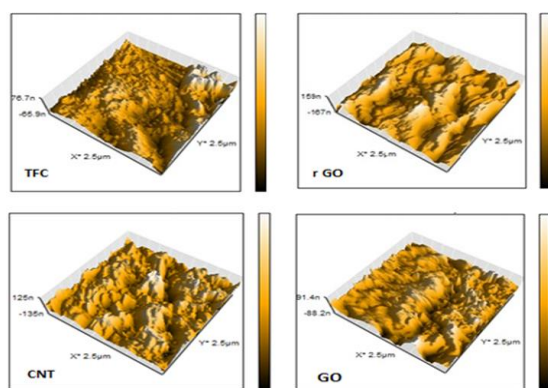 76.7n
-65.9n
X* 2.5µm
Y* 2.5µm
TFC
159n
-167n
X* 2.5µm
Y* 2.5µm
r GO
125n
-135n
X* 2.5µm
Y* 2.5µm
CNT
91.4n
-88.2n
X* 2.5µm
Y* 2.5µm
GO